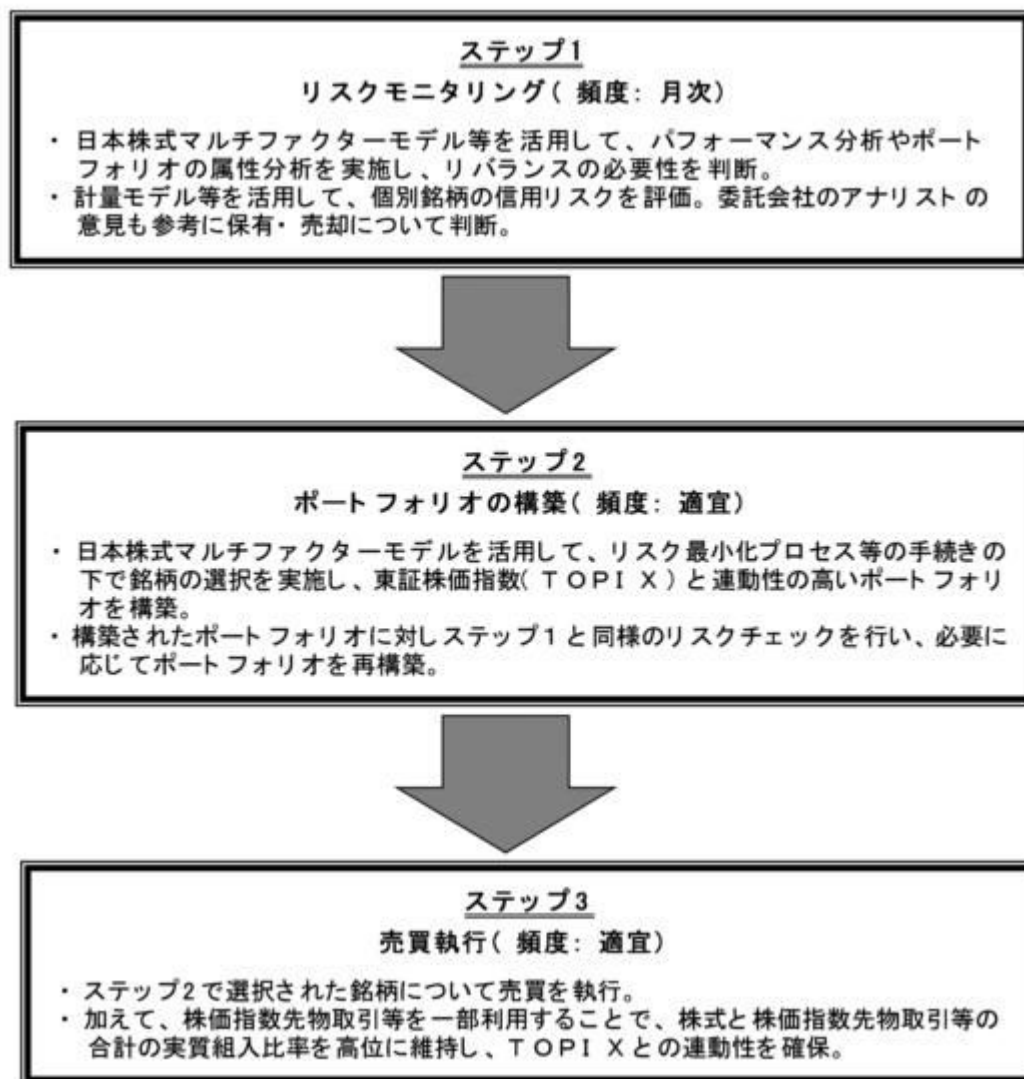 ステップ1
リスクモニタリング(頻度:月次)
・日本株式マルチファクターモデル等を活用して、パフォーマンス分析やポート
フォリオの属性分析を実施し、リバランスの必要性を判断。
・計量モデル等を活用して、個別銘柄の信用リスクを評価。委託会社のアナリストの
意見も参考に保有・売却について判断。
ステップ2
ポートフォリオの構築(頻度:適宜)
・日本株式マルチファクターモデルを活用して、リスク最小化プロセス等の手続きの
下で銘柄の選択を実施し、東証株価指数(TOPIX)と連動性の高いポートフォリ
オを構築。
・構築されたポートフォリオに対しステップ1と同様のリスクチェックを行い、必要に
応じてポートフォリオを再構築。
ステップ3
売買執行(頻度:適宜)
・ステップ2で選択された銘柄について売買を執行。
・加えて、株価指数先物取引等を一部利用することで、株式と株価指数先物取引等の
合計の実質組入比率を高位に維持し、TOPIXとの連動性を確保。